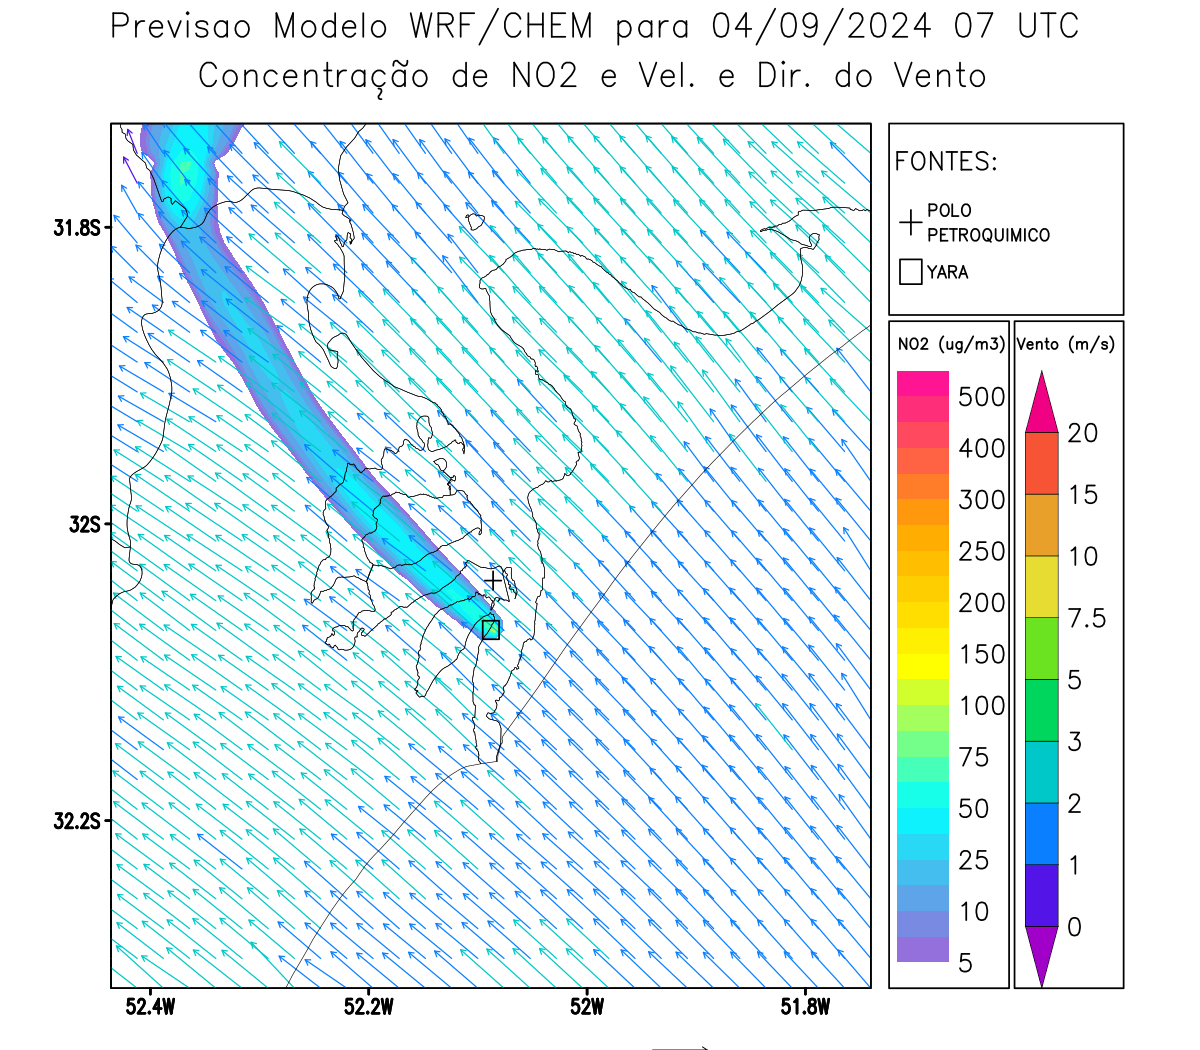 Previsao Modelo WRF/CHEM para 04/09/2024 07 UTC
Concentração de NO2 e Vel. e Dir. do Vento
FONTES:
POLO
PETROQUIMICO
YARA
NO2 (ug/m3)
500
400
300
250
200
150
100
75
50
25
10
5
Vento (m/s)
20
15
10
7.5
5
3
2
1
0
31.8S
32S
32.2S
52.4W
52.2W
52W
51.8W